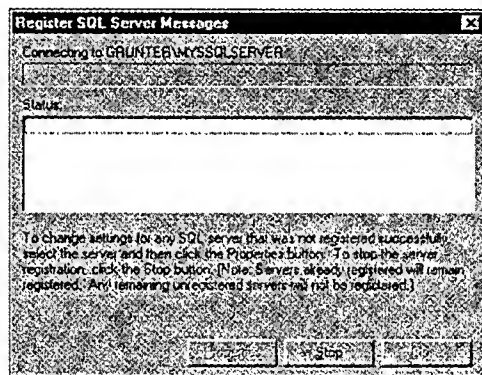 Register SQL Server Messages
Connecting to GRUNTER\MYSSQLSERVER
Status:
To change settings for any SQL server that was not registered successfully,
select the server and then click the Properties button. To stop the server
registration, click the Stop button. [Note: Servers already registered will remain
registered. Any remaining unregistered servers will not be registered.]
Stop